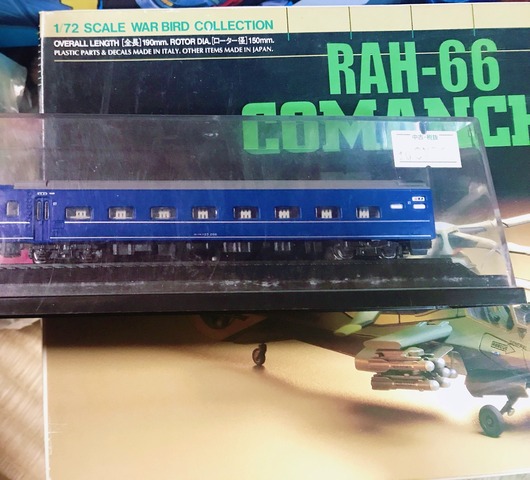 1/72 SCALE WAR BIRD COLLECTION
OVERALL LENGTH [全長] 190mm. ROTOR DIA. [ローター径] 150mm.
PLASTIC PARTS & DECALS MADE IN ITALY. OTHER ITEMS MADE IN JAPAN.
RAH-66
COMANCH